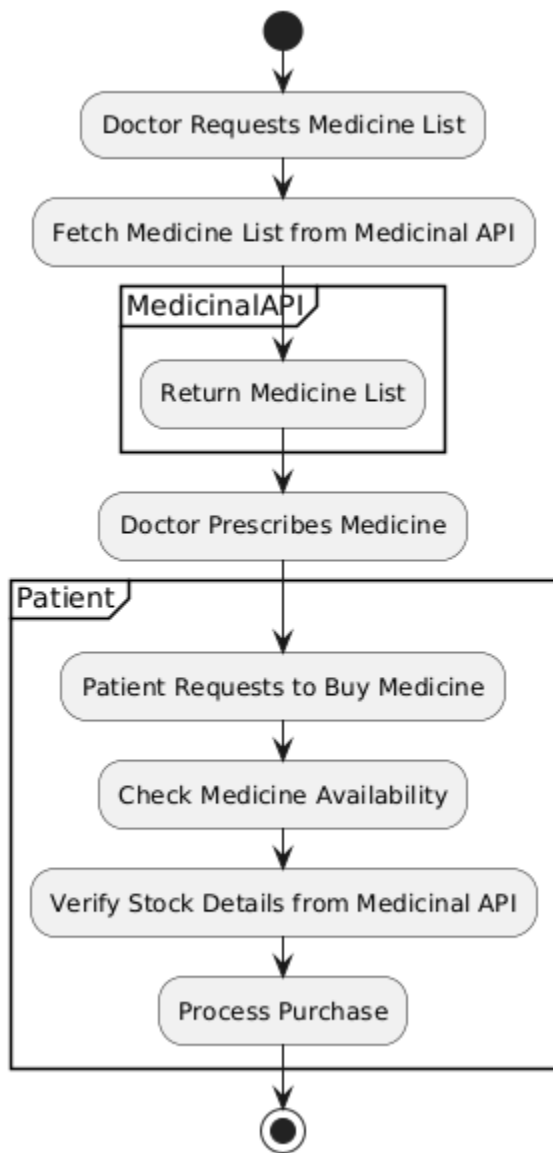 Doctor Requests Medicine List
Fetch Medicine List from Medicinal API
MedicinalAPI
Return Medicine List
Doctor Prescribes Medicine
Patient
Patient Requests to Buy Medicine
Check Medicine Availability
Verify Stock Details from Medicinal API
Process Purchase